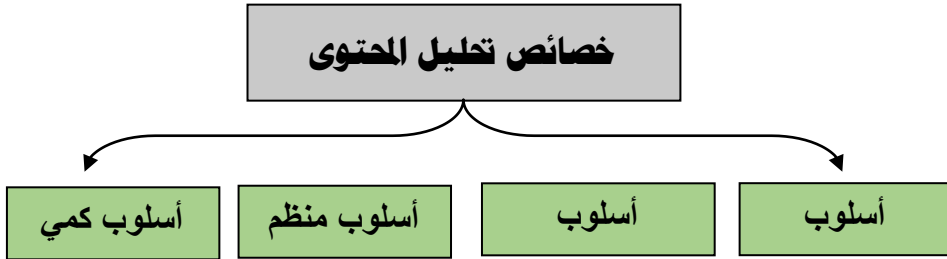 خصائص تحليل المحتوى
أسلوب
أسلوب
أسلوب منظم
أسلوب كمي